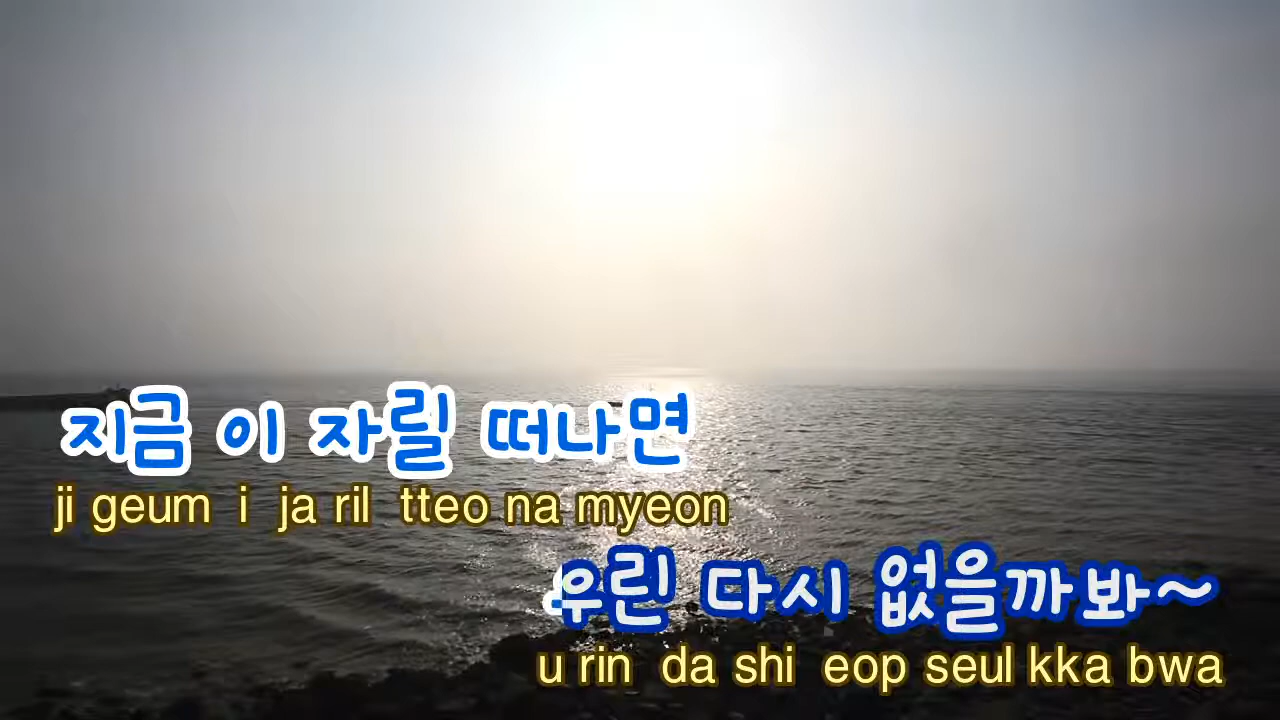 지금 이 자릴 떠나면
ji geum i ja ril tteo na myeon
우린 다시 없을까봐~
u rin da shi eop seul kka bwa